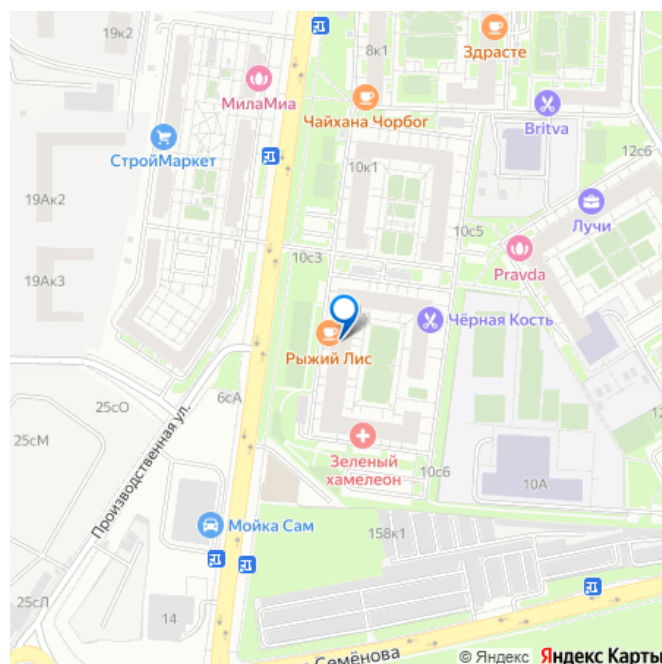 19к2
8к1
Здрасте
МилаМиа
Чайхана Чорбог
Britva
СтройМаркет
12с6
10к1
19Ак2
Лучи
10с5
10с3
Pravda
19Ак3
Чёрная Кость
Рыжий Лис
6сА
25сО
25сМ
Производственная ул.
Зеленый
хамелеон
10с6
10А
12
Мойка Сам
158к1
25сЛ
14
Семёнова
© Яндекс Яндекс Карты